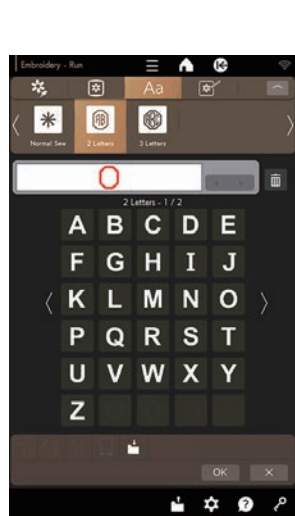 Embroidery - Run
Aa
Normal Sew 2 Letters 3 Letters
2 Letters - 1 / 2
A B C D E
F G H I J
K L M N O
P Q R S T
U V W X Y
Z
OK